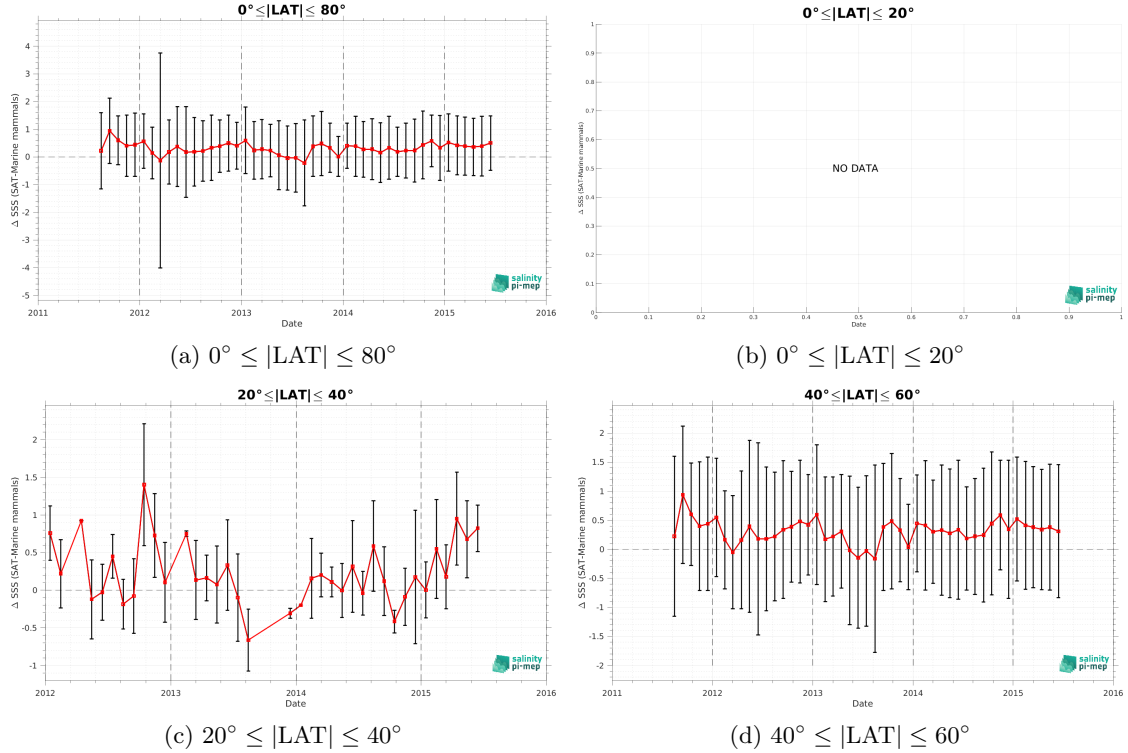 0°≤|LAT|≤ 80°
Δ SSS (SAT-Marine mammals)
4
3
2
1
0
-1
-2
-3
-4
-5
2011
2012
2013
2014
2015
2016
Date
salinity
pi-mep
(a) 0° ≤ |LAT| ≤ 80°
0°≤|LAT|≤ 20°
Δ SSS (SAT-Marine mammals)
1
0.9
0.8
0.7
0.6
0.5
0.4
0.3
0.2
0.1
0
NO DATA
0
0.1
0.2
0.3
0.4
0.5
0.6
0.7
0.8
0.9
1
Date
salinity
pi-mep
(b) 0° ≤ |LAT| ≤ 20°
20°≤|LAT|≤ 40°
Δ SSS (SAT-Marine mammals)
2
1.5
1
0.5
0
-0.5
-1
2012
2013
2014
2015
2016
Date
salinity
pi-mep
(c) 20° ≤ |LAT| ≤ 40°
40°≤|LAT|≤ 60°
Δ SSS (SAT-Marine mammals)
2
1.5
1
0.5
0
-0.5
-1
-1.5
-2
2011
2012
2013
2014
2015
2016
Date
salinity
pi-mep
(d) 40° ≤ |LAT| ≤ 60°